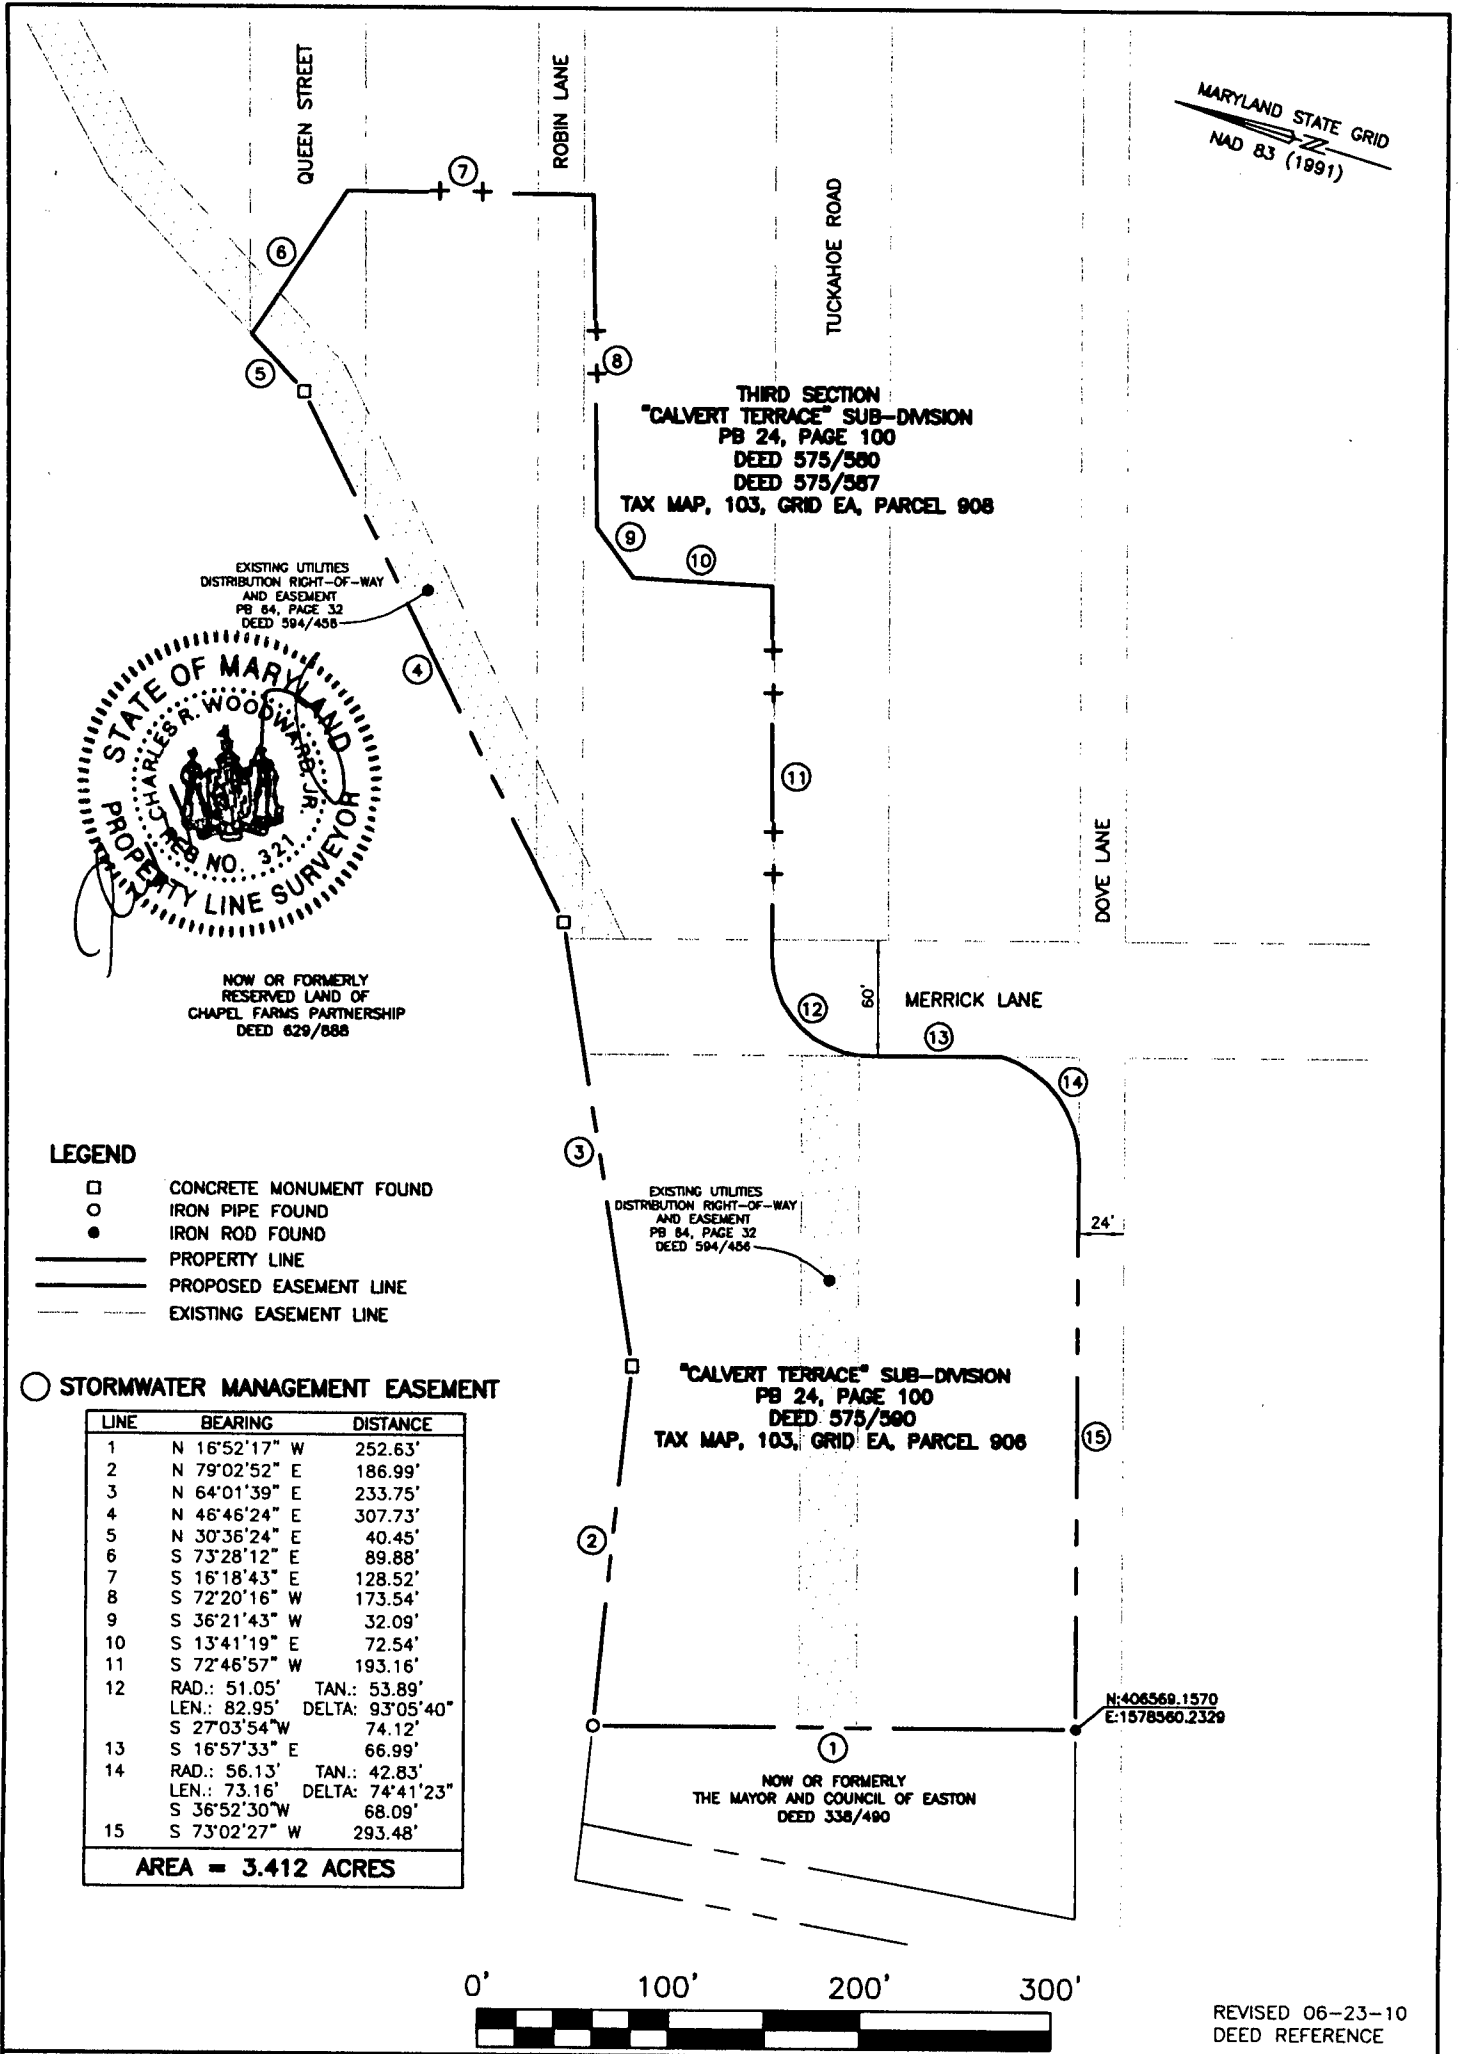 QUEEN STREET
ROBIN LANE
TUCKAHOE ROAD
MARYLAND STATE GRID
NAD 83 (1991)
7
6
5
8
THIRD SECTION
"CALVERT TERRACE" SUB-DIVISION
PB 24, PAGE 100
DEED 575/580
DEED 575/587
TAX MAP, 103, GRID EA, PARCEL 908
9
10
EXISTING UTILITIES
DISTRIBUTION RIGHT-OF-WAY
AND EASEMENT
PB 84, PAGE 32
DEED 594/456
4
STATE OF MARYLAND
CHARLES R. WOODWARD, JR.
REG NO. 321
PROPERTY LINE SURVEYOR
11
DOVE LANE
NOW OR FORMERLY
RESERVED LAND OF
CHAPEL FARMS PARTNERSHIP
DEED 629/888
12
60'
MERRICK LANE
13
14
3
LEGEND
CONCRETE MONUMENT FOUND
IRON PIPE FOUND
IRON ROD FOUND
PROPERTY LINE
PROPOSED EASEMENT LINE
EXISTING EASEMENT LINE
EXISTING UTILITIES
DISTRIBUTION RIGHT-OF-WAY
AND EASEMENT
PB 84, PAGE 32
DEED 594/456
24'
STORMWATER MANAGEMENT EASEMENT
LINE BEARING DISTANCE
1 N 16°52'17" W 252.63'
2 N 79°02'52" E 186.99'
3 N 64°01'39" E 233.75'
4 N 46°46'24" E 307.73'
5 N 30°36'24" E 40.45'
6 S 73°28'12" E 89.88'
7 S 16°18'43" E 128.52'
8 S 72°20'16" W 173.54'
9 S 36°21'43" W 32.09'
10 S 13°41'19" E 72.54'
11 S 72°46'57" W 193.16'
12 RAD.: 51.05' TAN.: 53.89'
LEN.: 82.95' DELTA: 93°05'40"
S 27°03'54"W 74.12'
13 S 16°57'33" E 66.99'
14 RAD.: 56.13' TAN.: 42.83'
LEN.: 73.16' DELTA: 74°41'23"
S 36°52'30"W 68.09'
15 S 73°02'27" W 293.48'
AREA = 3.412 ACRES
"CALVERT TERRACE" SUB-DIVISION
PB 24, PAGE 100
DEED 575/590
TAX MAP, 103, GRID EA, PARCEL 906
15
2
N:406569.1570
E:1578560.2329
1
NOW OR FORMERLY
THE MAYOR AND COUNCIL OF EASTON
DEED 338/490
0' 100' 200' 300'
REVISED 06-23-10
DEED REFERENCE